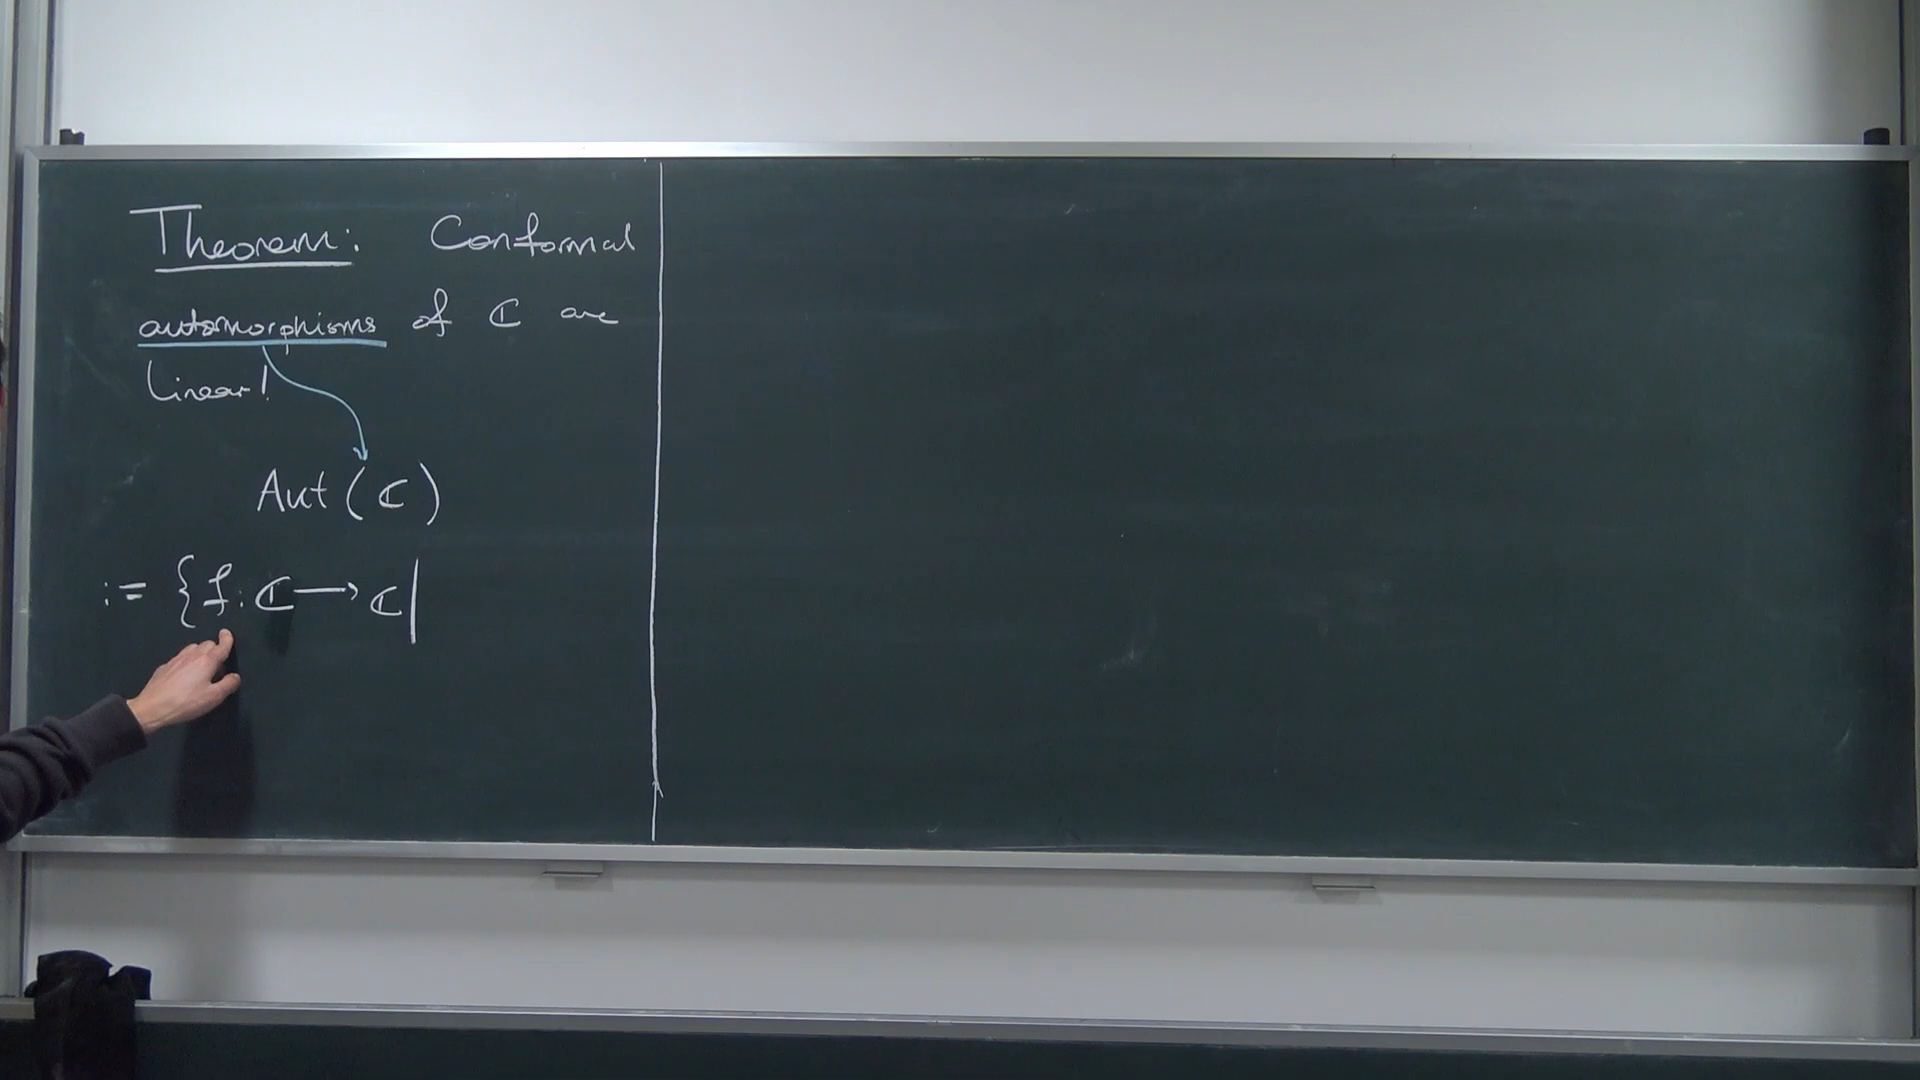 Theorem: Conformal
automorphisms of ℂ are
linear!
Aut(ℂ)
:= {f: ℂ ⟶ ℂ |